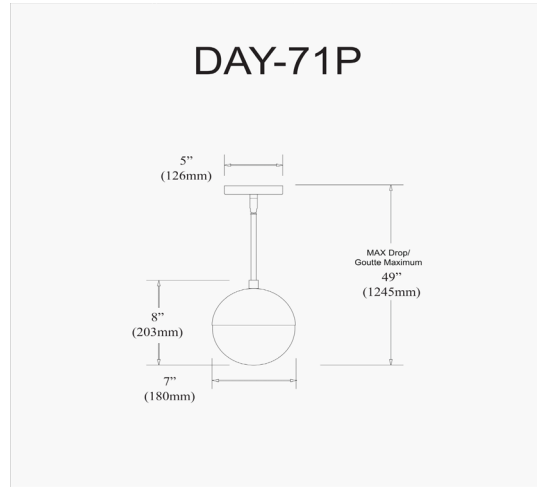 DAY-71P
5”
(126mm)
MAX Drop/
Goutte Maximum
49”
(1245mm)
8”
(203mm)
7”
(180mm)